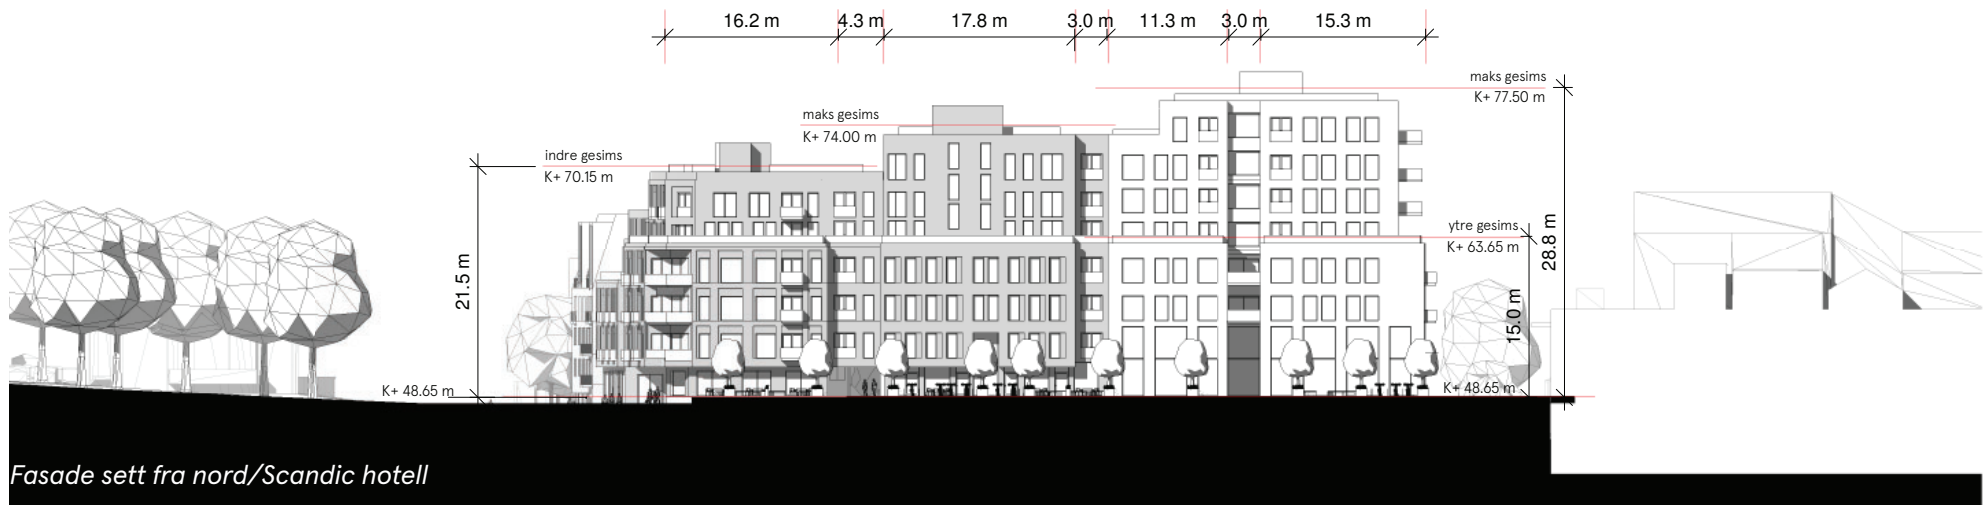 16.2 m 4.3 m 17.8 m 3.0 m 11.3 m 3.0 m 15.3 m
maks gesims
K+ 77.50 m
maks gesims
K+ 74.00 m
indre gesims
K+ 70.15 m
ytre gesims
K+ 63.65 m
21.5 m
28.8 m
15.0 m
K+ 48.65 m
K+ 48.65 m
Fasade sett fra nord/Scandic hotell